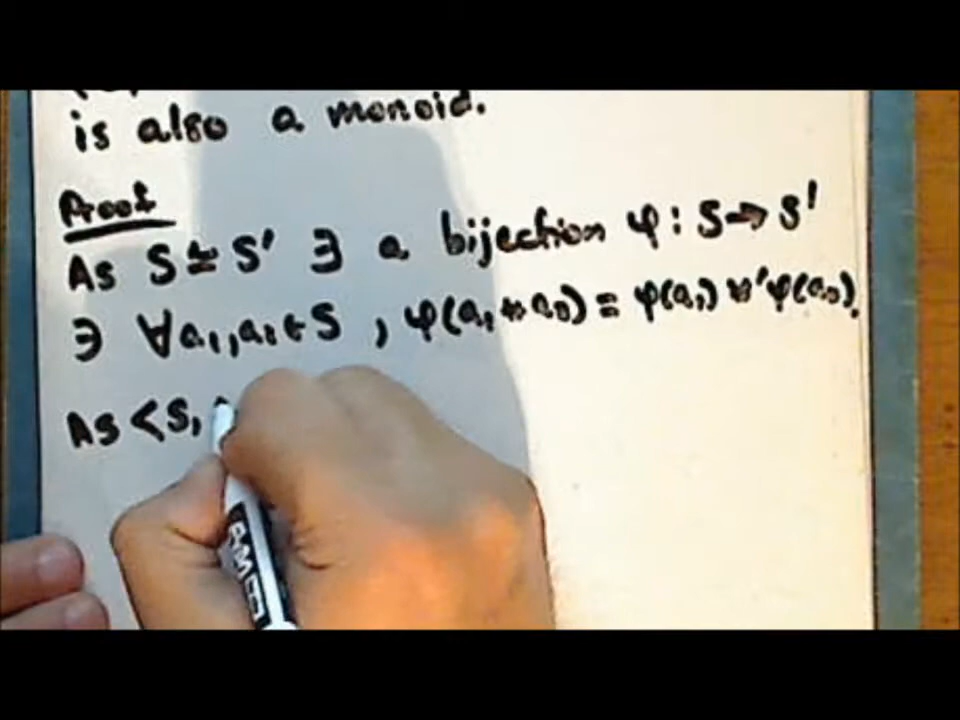 is also a monoid.
Proof
As S ≃ S' ∃ a bijection φ : S → S'
∋ ∀a₁,a₂ ∈ S , φ(a₁ * a₂) = φ(a₁) *' φ(a₂).
As <S,